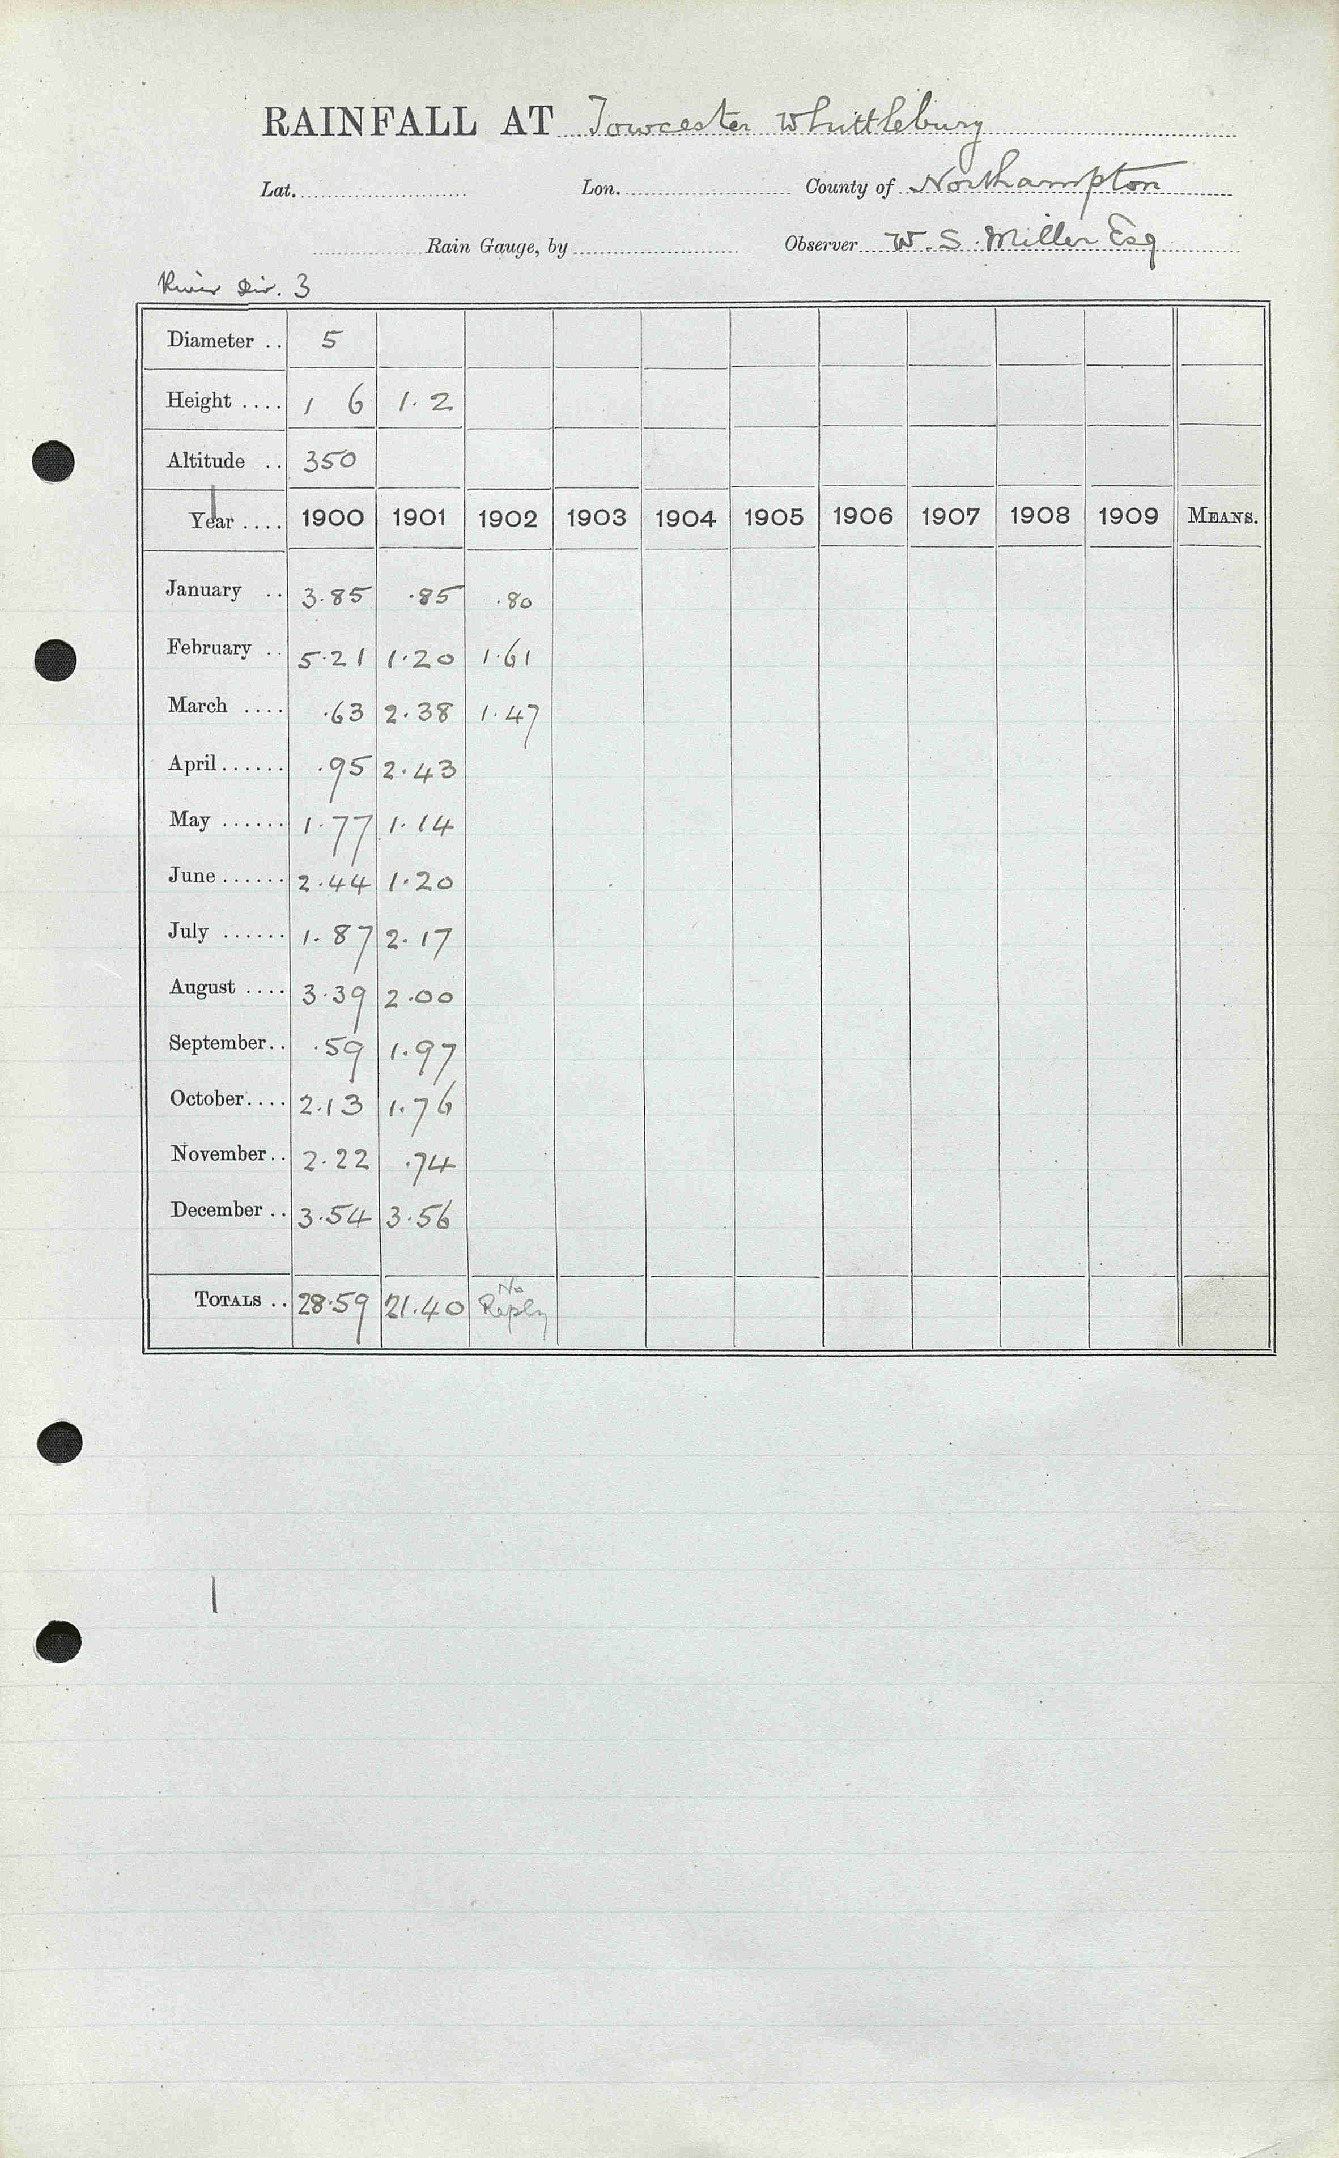 RAINFALL AT Towcester Whittlebury
Lat. Lon. County of Northampton
Rain Gauge, by Observer W. S. Miller Esq
River Div. 3
Diameter .. 5
Height .... 1 6 1.2
Altitude .. 350
Year .... 1900 1901 1902 1903 1904 1905 1906 1907 1908 1909 MEANS.
January .. 3.85 .85 .80
February .. 5.21 1.20 1.61
March .... .63 2.38 1.47
April...... .95 2.43
May ...... 1.77 1.14
June...... 2.44 1.20
July ...... 1.87 2.17
August .... 3.39 2.00
September.. .59 1.97
October.... 2.13 1.76
November.. 2.22 .74
December .. 3.54 3.56
TOTALS .. 28.59 21.40 No Reply